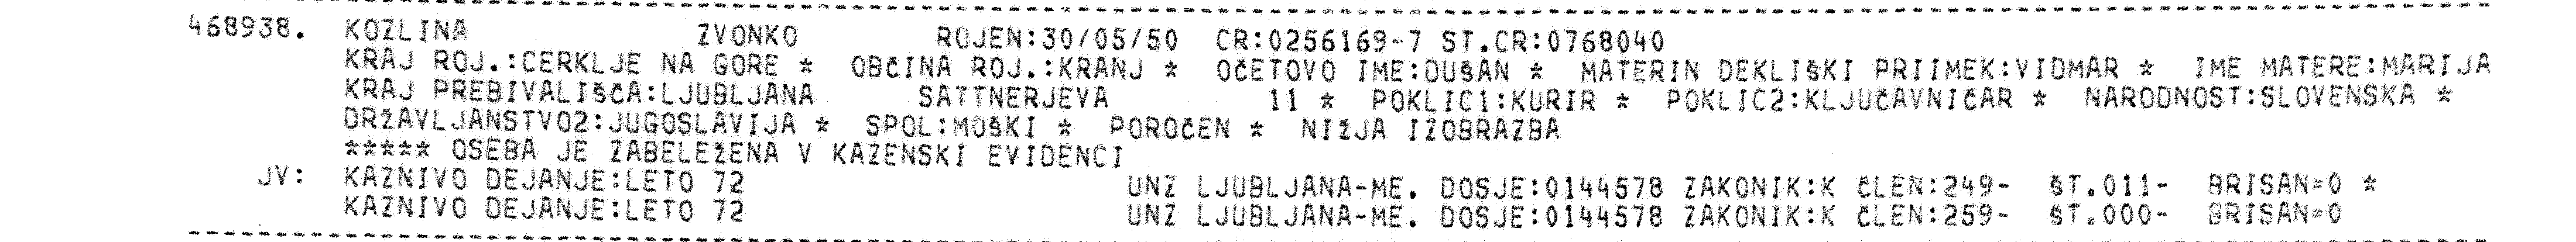 468938. KOZLINA ZVONKO ROJEN:30/05/50 CR:0256169-7 ST.CR:0768040
KRAJ ROJ.:CERKLJE NA GORE * OBČINA ROJ.:KRANJ * OČETOVO IME:DUŠAN * MATERIN DEKLIŠKI PRIIMEK:VIDMAR * IME MATERE:MARIJA
KRAJ PREBIVALIŠČA:LJUBLJANA SATTNERJEVA 11 * POKLIC1:KURIR * POKLIC2:KLJUČAVNIČAR * NARODNOST:SLOVENSKA *
DRŽAVLJANSTVO2:JUGOSLAVIJA * SPOL:MOŠKI * POROČEN * NIŽJA IZOBRAZBA
***** OSEBA JE ZABELEŽENA V KAZENSKI EVIDENCI
JV: KAZNIVO DEJANJE:LETO 72 UNZ LJUBLJANA-ME. DOSJE:0144578 ZAKONIK:K ČLEN:249- ŠT.011- BRISAN=0 *
KAZNIVO DEJANJE:LETO 72 UNZ LJUBLJANA-ME. DOSJE:0144578 ZAKONIK:K ČLEN:259- ŠT.000- BRISAN=0